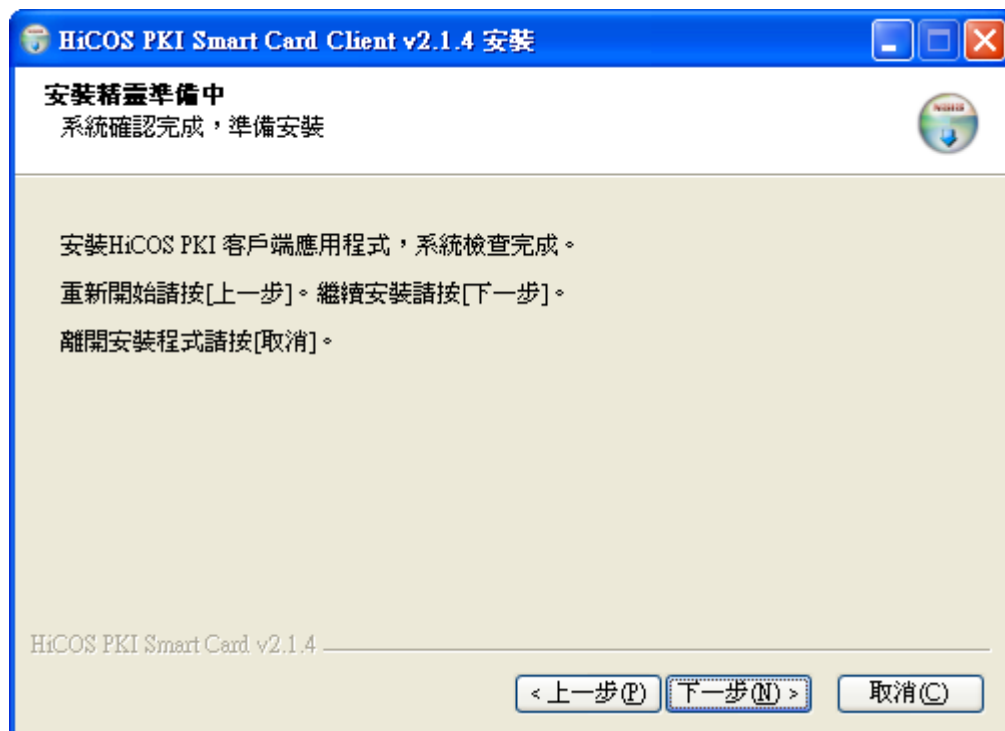 HiCOS PKI Smart Card Client v2.1.4 安裝
安裝精靈準備中
系統確認完成，準備安裝
安裝HiCOS PKI 客戶端應用程式，系統檢查完成。
重新開始請按[上一步]。繼續安裝請按[下一步]。
離開安裝程式請按[取消]。
HiCOS PKI Smart Card v2.1.4
< 上一步(P)
下一步(N) >
取消(C)